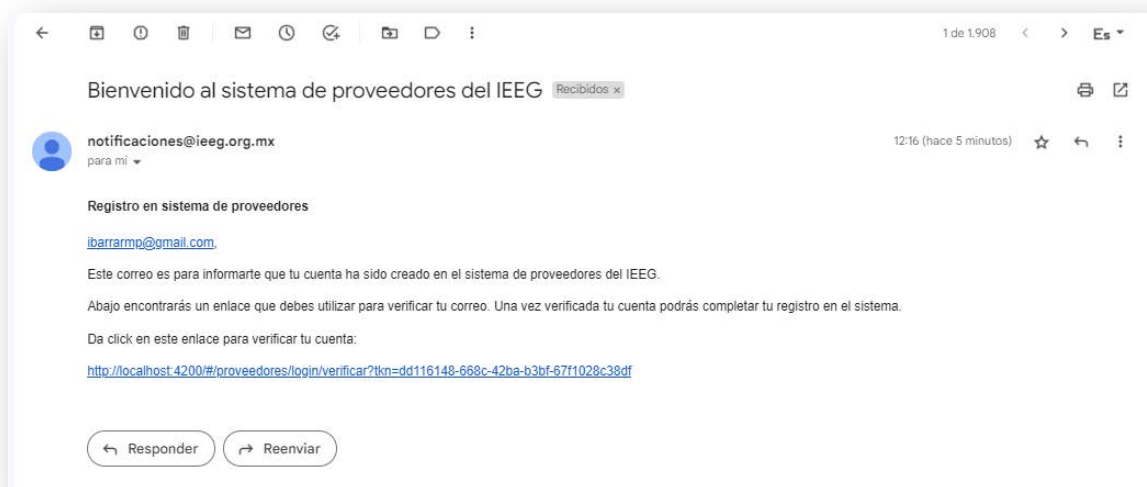 1 de 1.908
Es
Bienvenido al sistema de proveedores del IEEG Recibidos x
notificaciones@ieeg.org.mx
12:16 (hace 5 minutos)
para mí
Registro en sistema de proveedores
ibarrarmp@gmail.com,
Este correo es para informarte que tu cuenta ha sido creado en el sistema de proveedores del IEEG.
Abajo encontrarás un enlace que debes utilizar para verificar tu correo. Una vez verificada tu cuenta podrás completar tu registro en el sistema.
Da click en este enlace para verificar tu cuenta:
http://localhost:4200/#/proveedores/login/verificar?tkn=dd116148-668c-42ba-b3bf-67f1028c38df
Responder
Reenviar